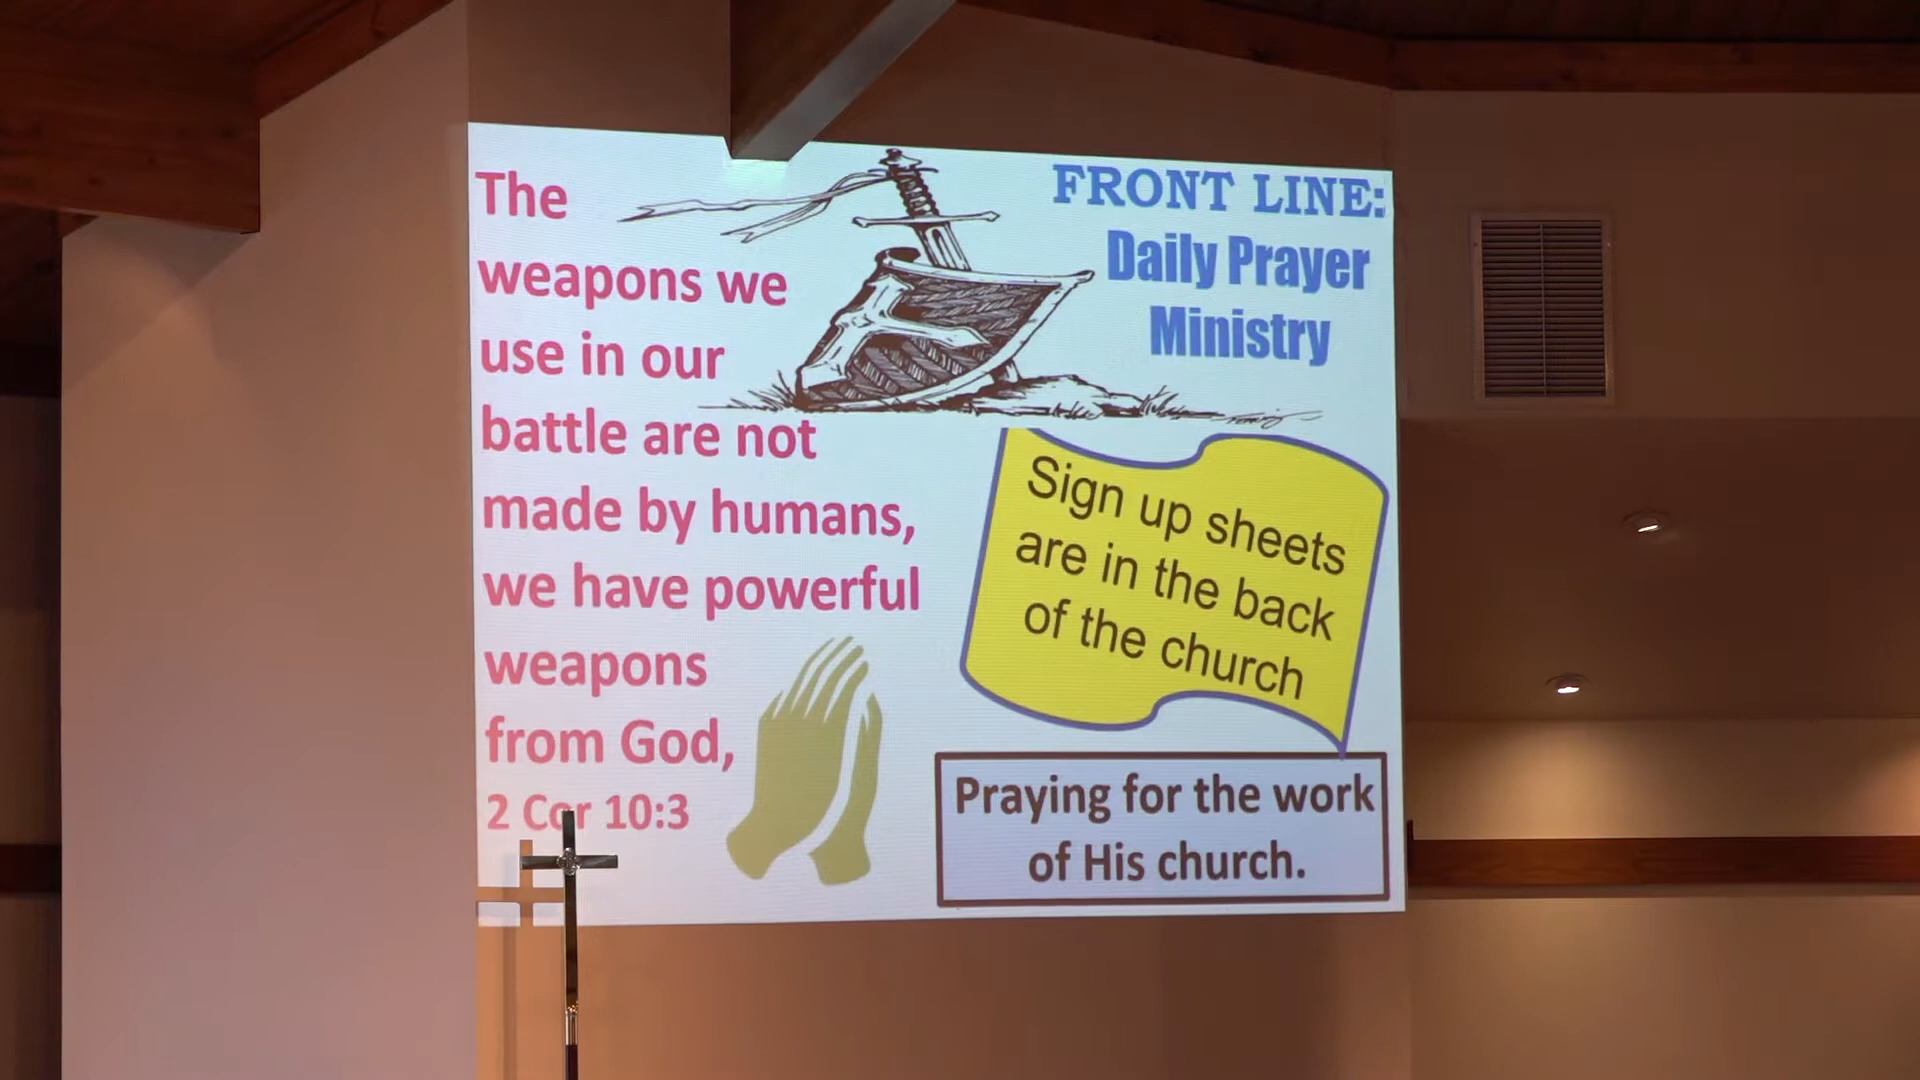 The
weapons we
use in our
battle are not
made by humans,
we have powerful
weapons
from God,
2 Cor 10:3
FRONT LINE:
Daily Prayer
Ministry
Sign up sheets
are in the back
of the church
Praying for the work
of His church.